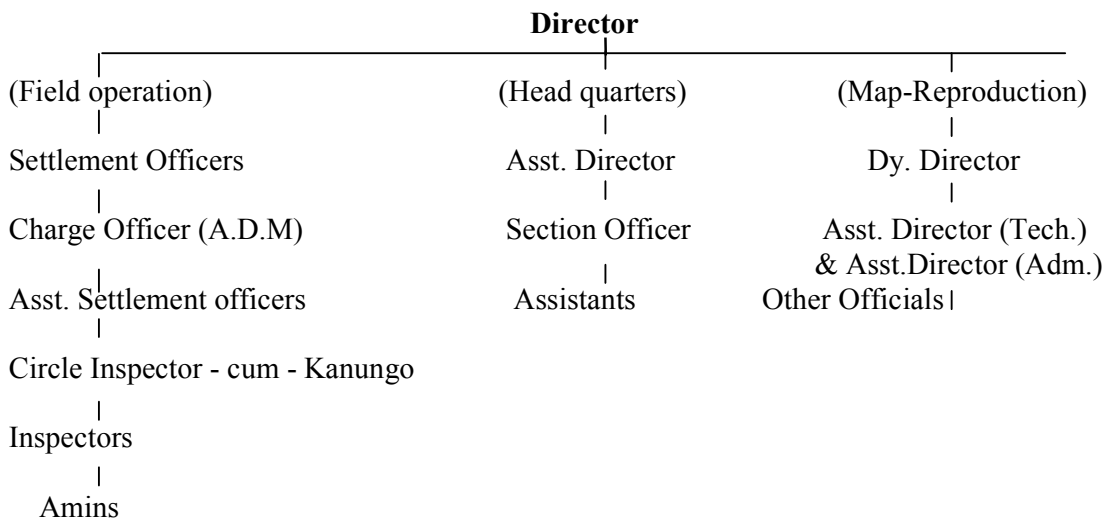 Director
(Field operation) (Head quarters) (Map-Reproduction)
Settlement Officers Asst. Director Dy. Director
Charge Officer (A.D.M) Section Officer Asst. Director (Tech.)
& Asst.Director (Adm.)
Asst. Settlement officers Assistants Other Officials
Circle Inspector - cum - Kanungo
Inspectors
Amins